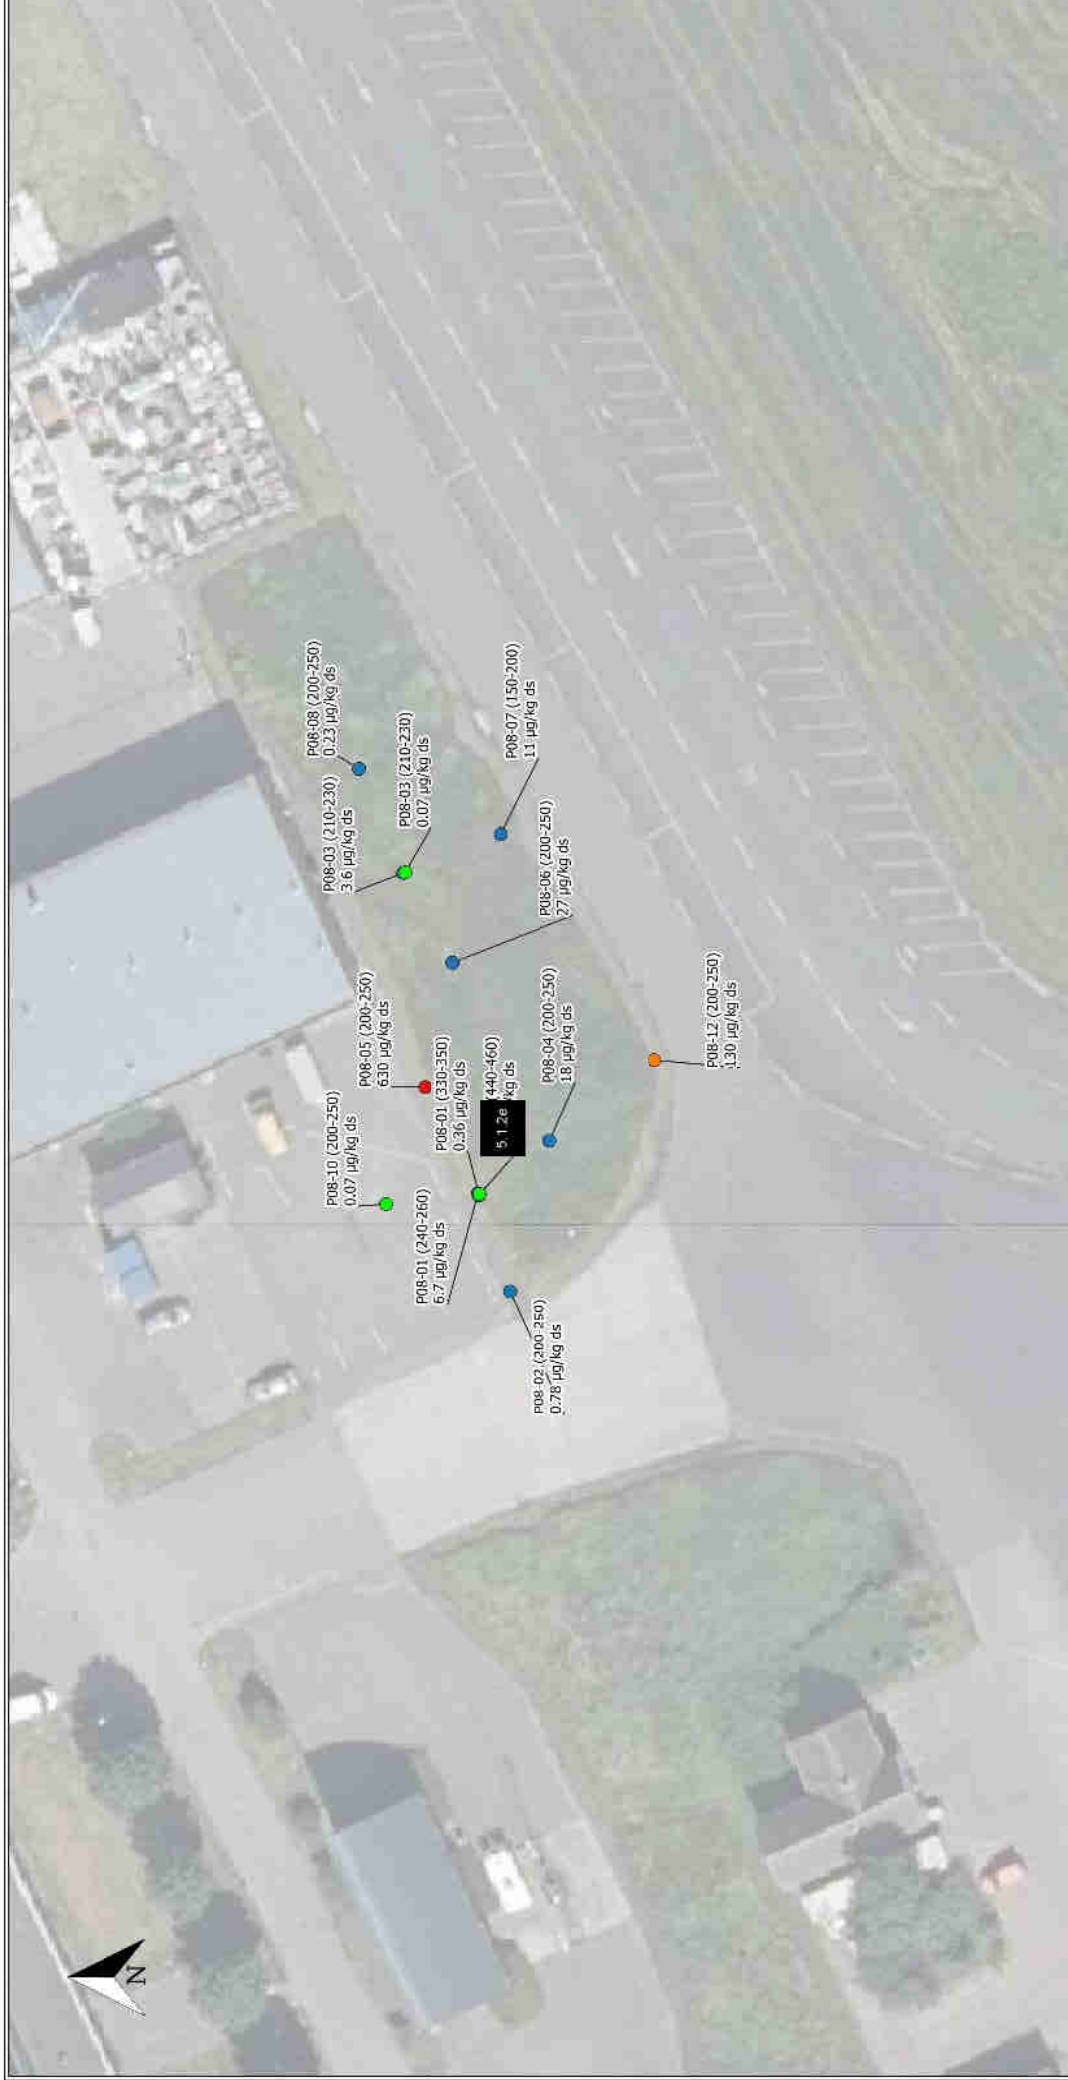 P08-08 (200-250)
0.23 µg/kg ds
P08-03 (210-230)
3.6 µg/kg ds
P08-03 (210-230)
0.07 µg/kg ds
P08-07 (150-200)
11 µg/kg ds
P08-06 (200-250)
27 µg/kg ds
P08-05 (200-250)
630 µg/kg ds
P08-10 (200-250)
0.07 µg/kg ds
P08-01 (330-350)
0.36 µg/kg ds
(440-460)
/kg ds
5.1.2e
P08-04 (200-250)
18 µg/kg ds
P08-12 (200-250)
130 µg/kg ds
P08-01 (240-260)
6.7 µg/kg ds
P08-02 (200-250)
0.78 µg/kg ds
N